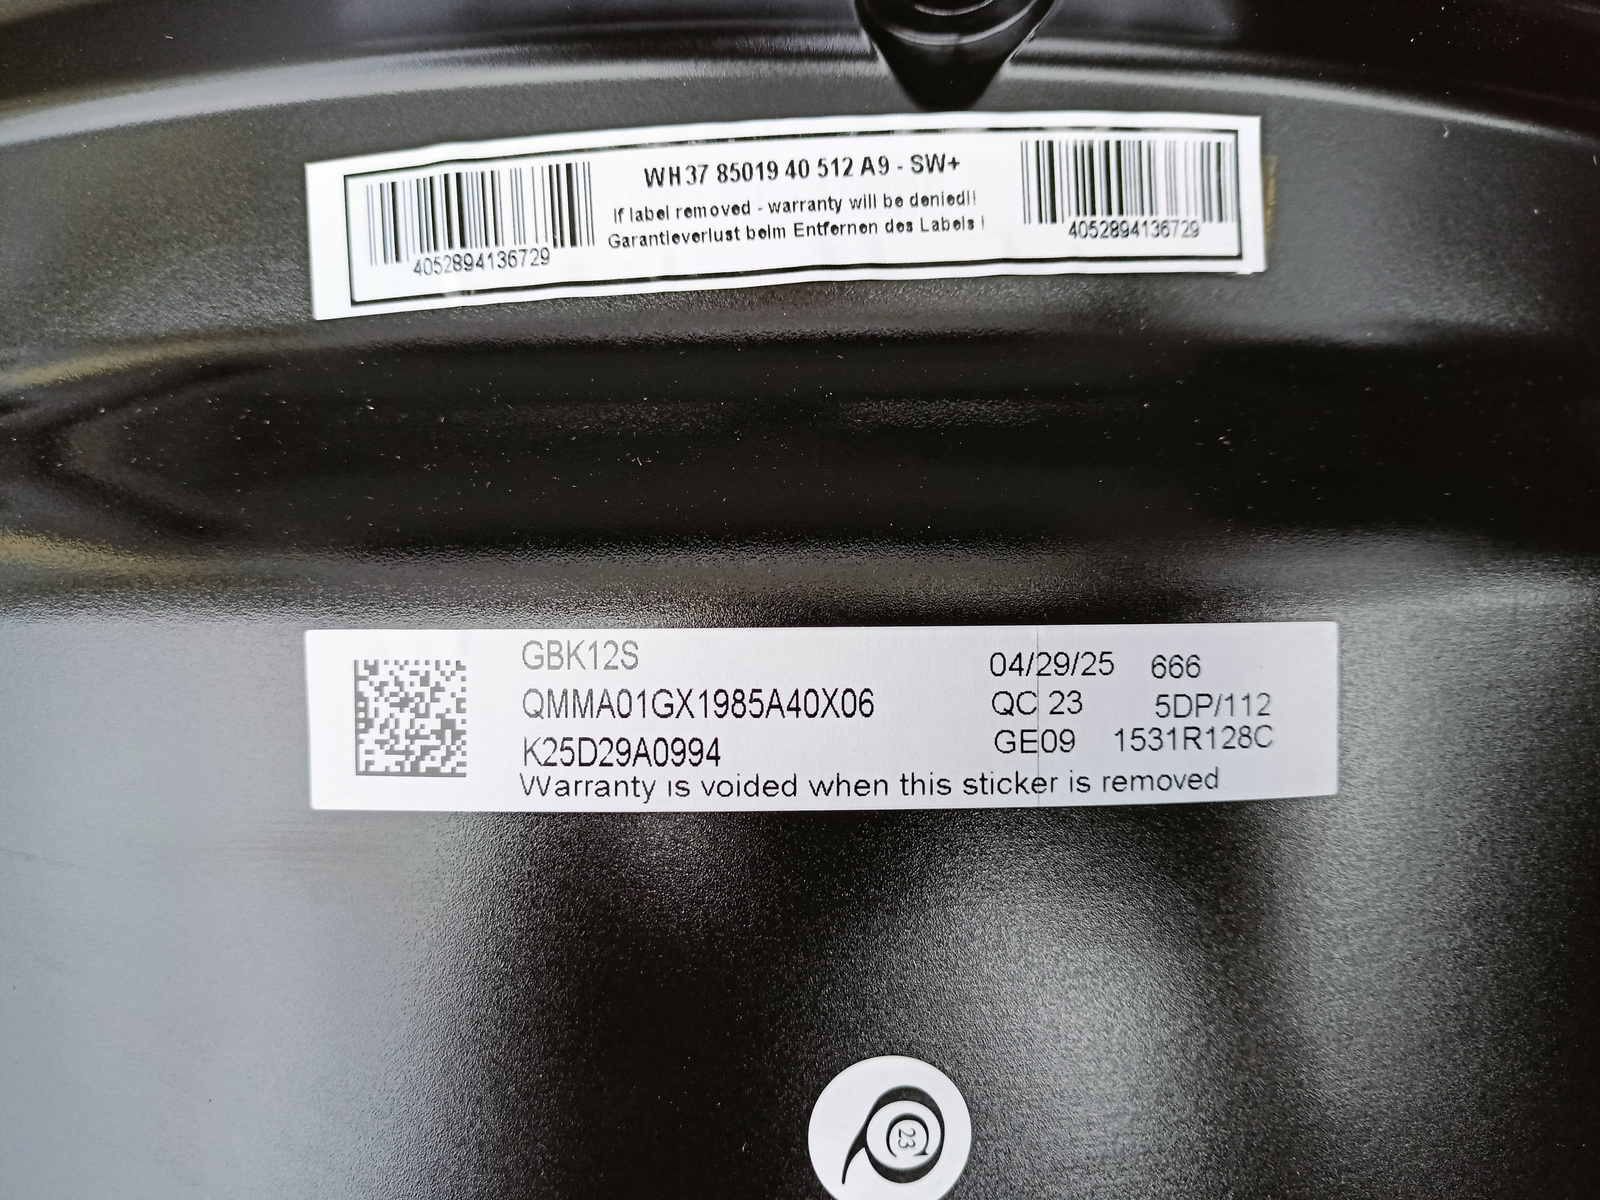 WH37 85019 40 512 A9 - SW+
If label removed - warranty will be denied!!
Garantieverlust beim Entfernen des Labels !
4052894136729
4052894136729
GBK12S
04/29/25 666
QMMA01GX1985A40X06
QC 23 5DP/112
K25D29A0994
GE09 1531R128C
Warranty is voided when this sticker is removed
QC 23